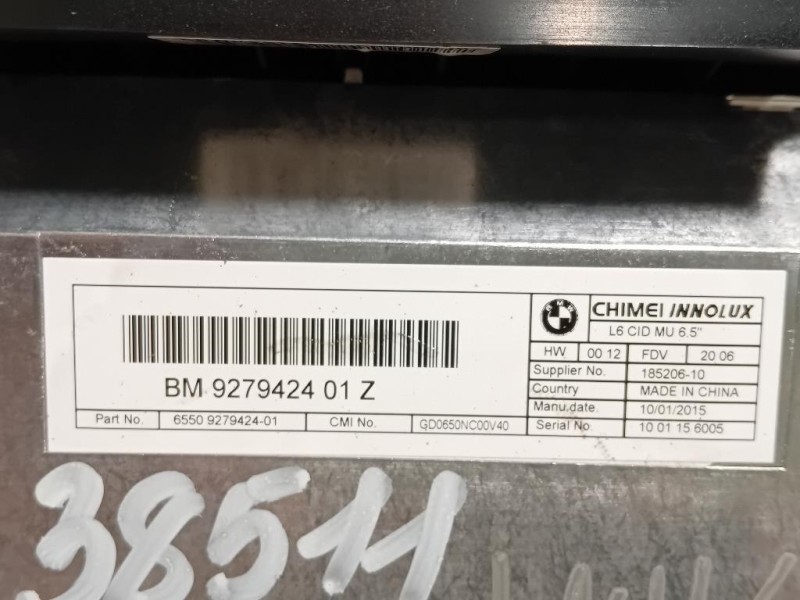 BMW
CHIMEI INNOLUX
L6 CID MU 6.5"
HW 00 12 FDV 20 06
Supplier No. 185206-10
Country MADE IN CHINA
Manu.date. 10/01/2015
Serial No. 10 01 15 6005
BM 9279424 01 Z
Part No. 6550 9279424-01 CMI No. GD0650NC00V40
38511